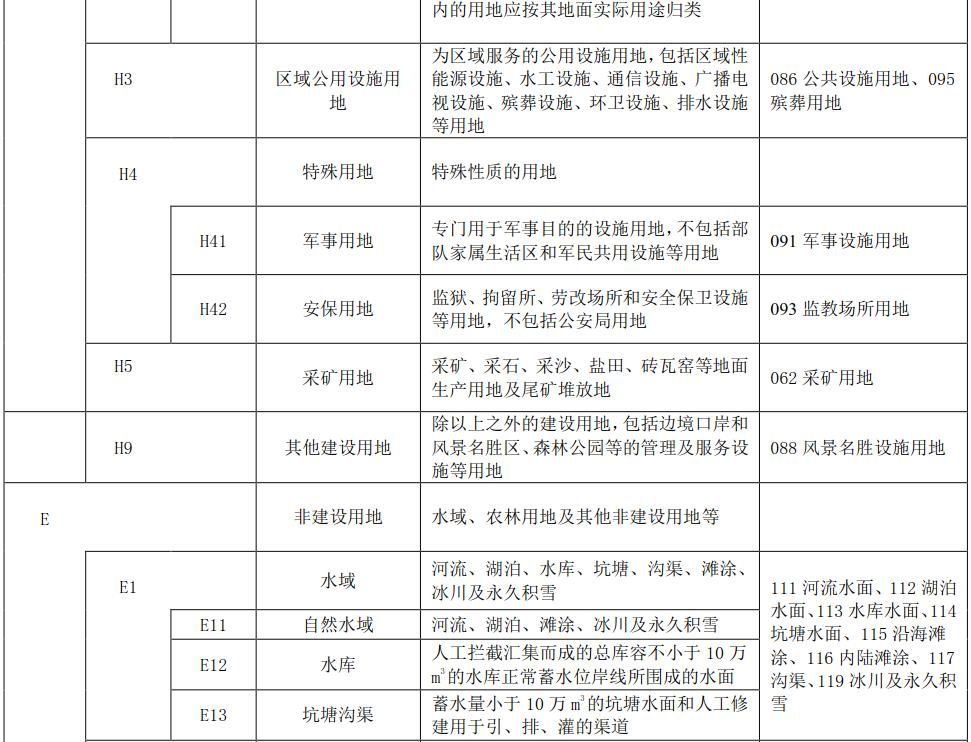 内的用地应按其地面实际用途归类
H3
区域公用设施用
地
为区域服务的公用设施用地，包括区域性
能源设施、水工设施、通信设施、广播电
视设施、殡葬设施、环卫设施、排水设施
等用地
086 公共设施用地、095
殡葬用地
H4
特殊用地
特殊性质的用地
H41
军事用地
专门用于军事目的的设施用地，不包括部
队家属生活区和军民共用设施等用地
091 军事设施用地
H42
安保用地
监狱、拘留所、劳改场所和安全保卫设施
等用地，不包括公安局用地
093 监教场所用地
H5
采矿用地
采矿、采石、采沙、盐田、砖瓦窑等地面
生产用地及尾矿堆放地
062 采矿用地
H9
其他建设用地
除以上之外的建设用地，包括边境口岸和
风景名胜区、森林公园等的管理及服务设
施等用地
088 风景名胜设施用地
E
非建设用地
水域、农林用地及其他非建设用地等
E1
水域
河流、湖泊、水库、坑塘、沟渠、滩涂、
冰川及永久积雪
111 河流水面、112 湖泊
水面、113 水库水面、114
坑塘水面、115 沿海滩
涂、116 内陆滩涂、117
沟渠、119 冰川及永久积
雪
E11
自然水域
河流、湖泊、滩涂、冰川及永久积雪
E12
水库
人工拦截汇集而成的总库容不小于 10 万
m³的水库正常蓄水位岸线所围成的水面
E13
坑塘沟渠
蓄水量小于 10 万 m³的坑塘水面和人工修
建用于引、排、灌的渠道